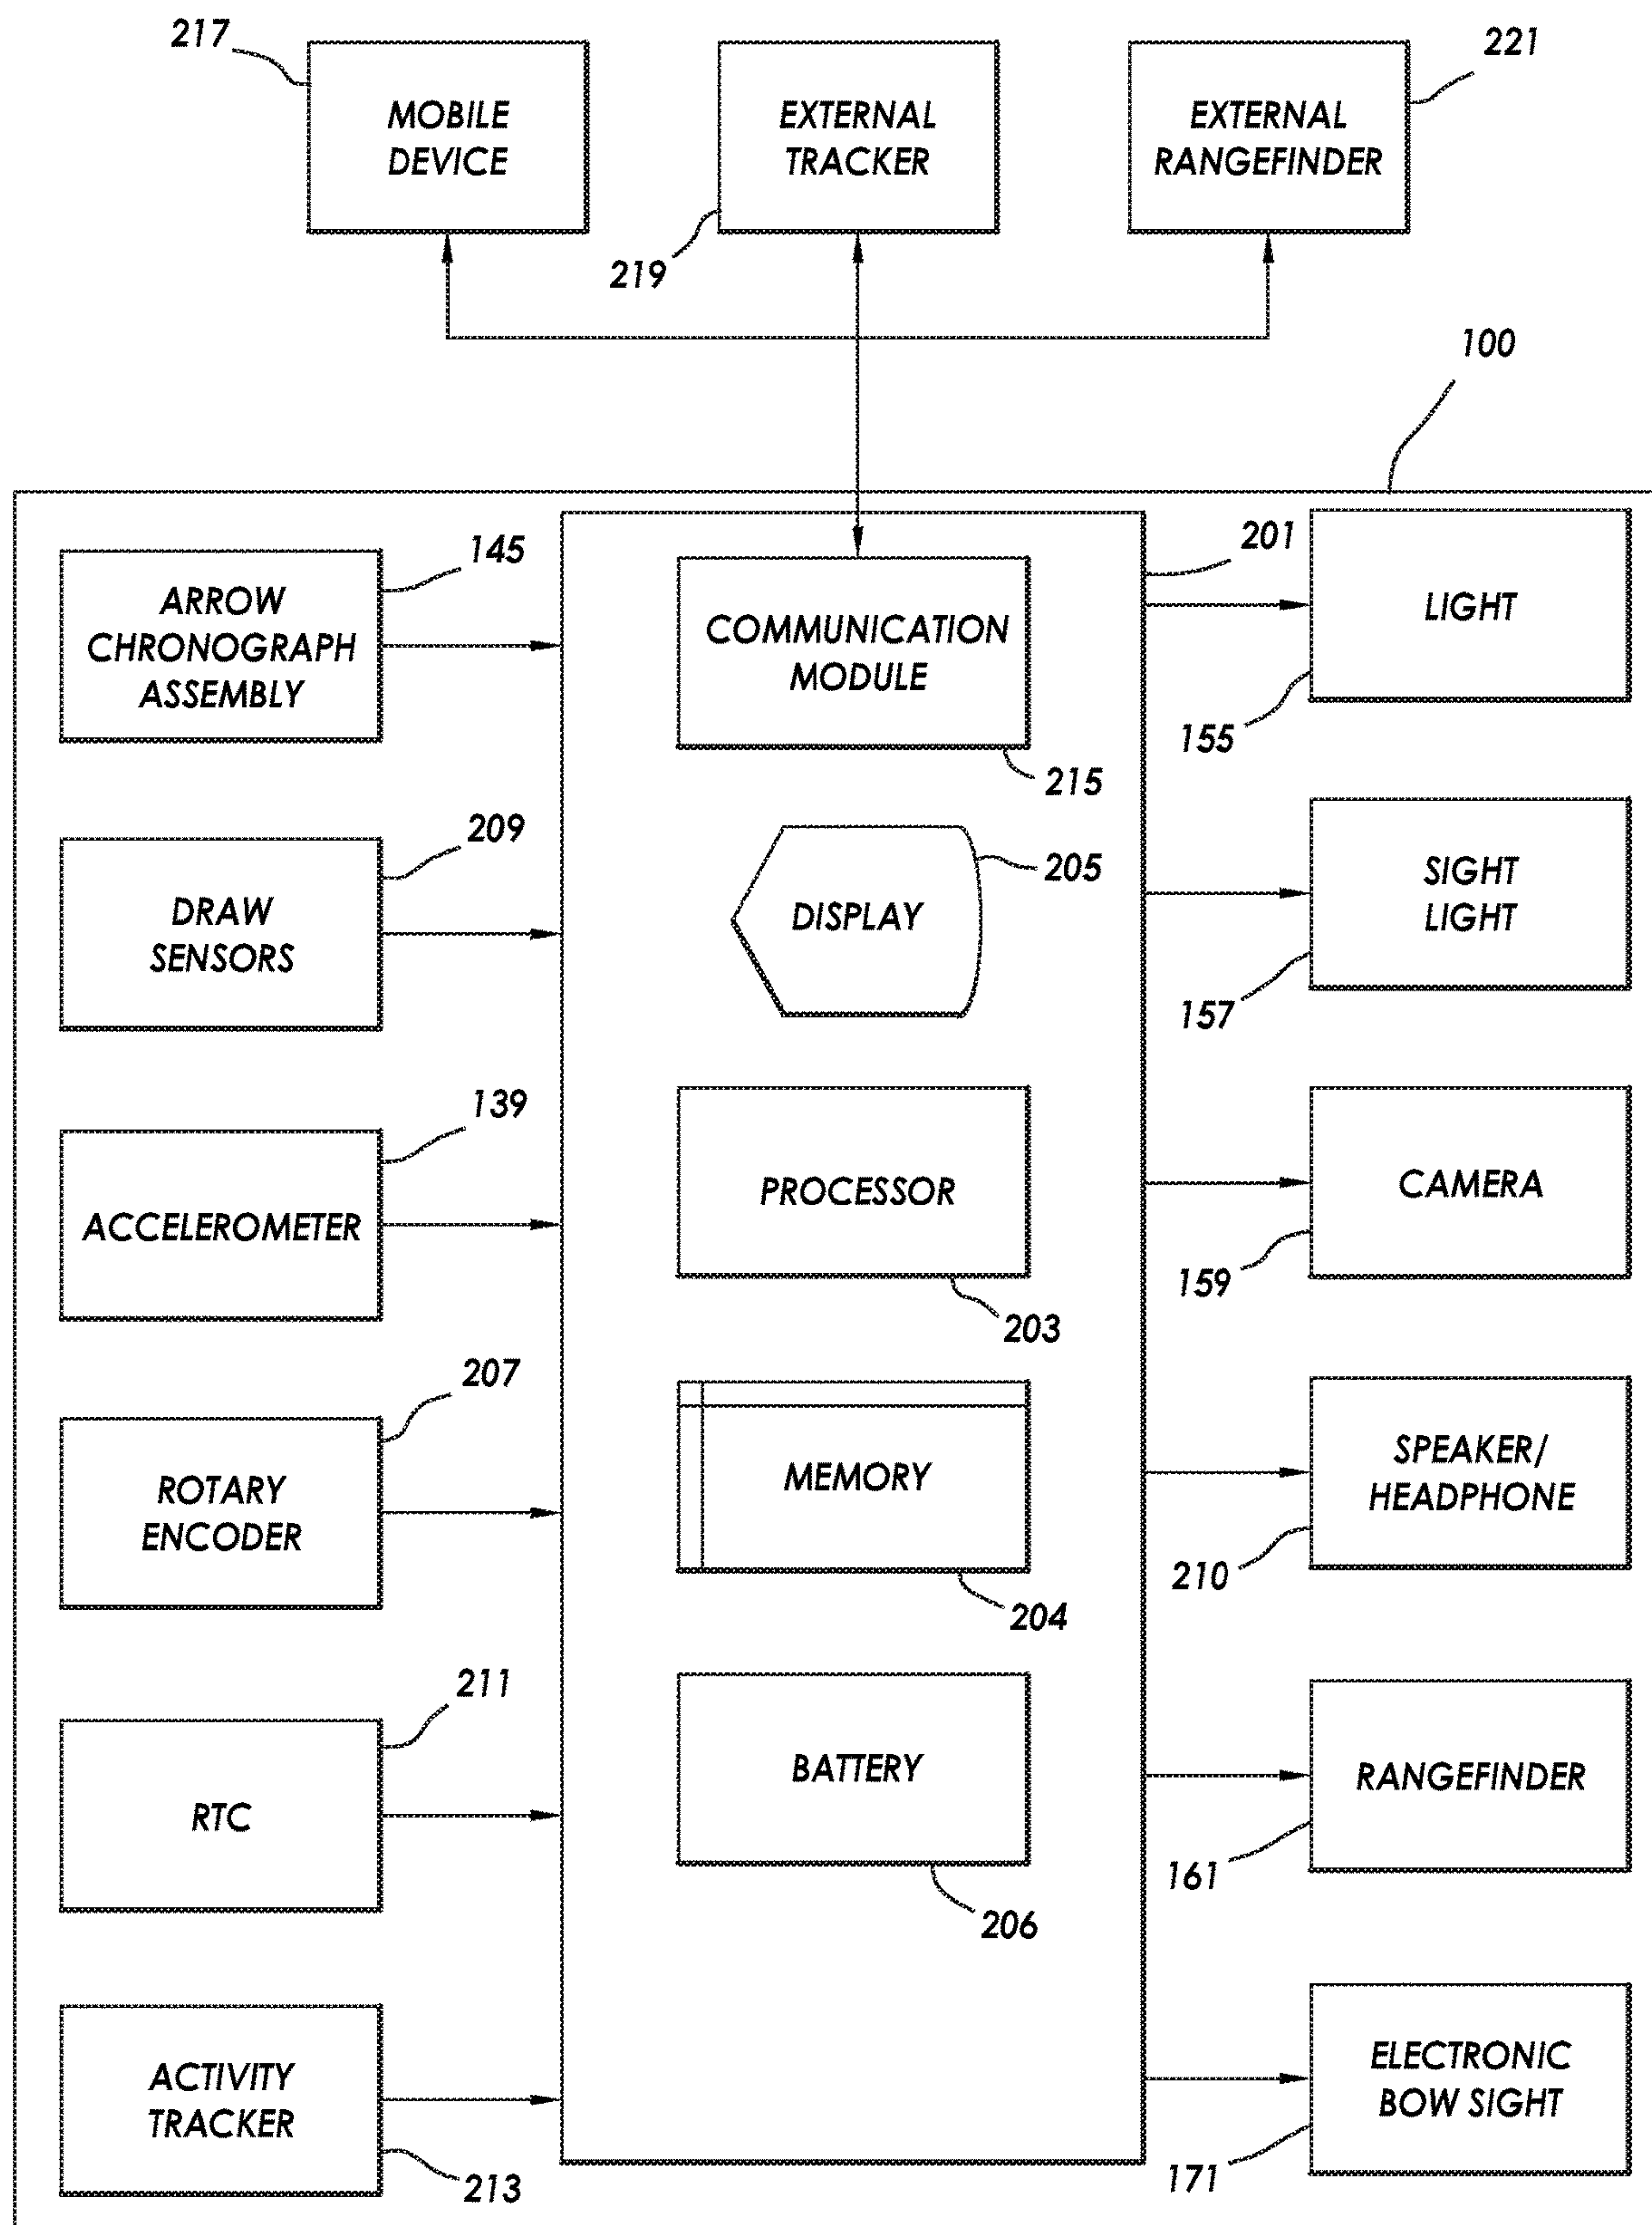 217
MOBILE
DEVICE
EXTERNAL
TRACKER
219
EXTERNAL
RANGEFINDER
221
100
ARROW
CHRONOGRAPH
ASSEMBLY
145
DRAW
SENSORS
209
ACCELEROMETER
139
ROTARY
ENCODER
207
RTC
211
ACTIVITY
TRACKER
213
201
COMMUNICATION
MODULE
215
DISPLAY
205
PROCESSOR
203
MEMORY
204
BATTERY
206
LIGHT
155
SIGHT
LIGHT
157
CAMERA
159
SPEAKER/
HEADPHONE
210
RANGEFINDER
161
ELECTRONIC
BOW SIGHT
171